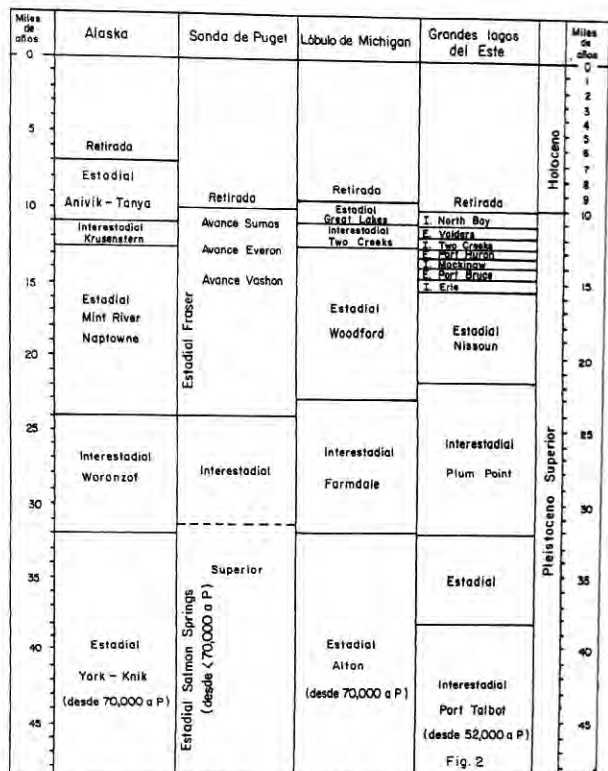 Miles
de
años
Alaska
Sonda de Puget
Lóbulo de Michigan
Grandes lagos
del Este
Miles
de
años
0
5
10
15
20
25
30
35
40
45
Retirada
Estadial
Anivik - Tanya
Interestadial
Krusenstern
Estadial
Mint River
Naptowne
Interestadial
Woronzof
Estadial
York - Knik
(desde 70,000 a P)
Retirada
Avance Sumas
Avance Everon
Avance Vashon
Estadial Fraser
Interestadial
Superior
Estadial Salmon Springs
(desde <70,000 a P)
Retirada
Estadial
Great Lakes
Interestadial
Two Creeks
Estadial
Woodford
Interestadial
Farmdale
Estadial
Alton
(desde 70,000 a P)
Retirada
I. North Bay
E. Valders
I. Two Creeks
E. Port Huron
I. Mackinaw
E. Port Bruce
I. Erie
Estadial
Nissoun
Interestadial
Plum Point
Estadial
Interestadial
Port Talbot
(desde 52,000 a P)
Fig. 2
Holoceno
Pleistoceno Superior
0
1
2
3
4
5
6
7
8
9
10
15
20
25
30
35
40
45